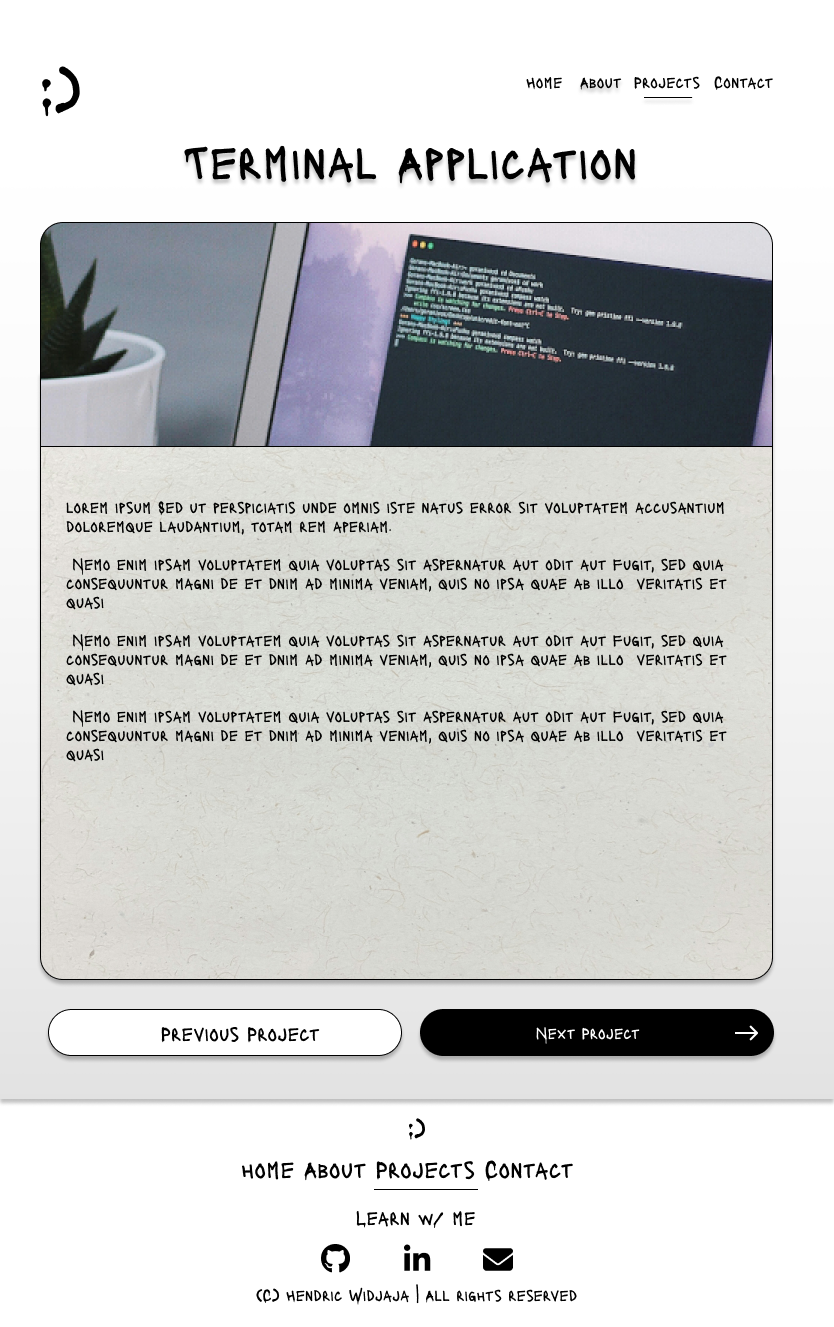 HOME ABOUT PROJECTS CONTACT
TERMINAL APPLICATION
LOREM IPSUM SED UT PERSPICIATIS UNDE OMNIS ISTE NATUS ERROR SIT VOLUPTATEM ACCUSANTIUM
DOLOREMQUE LAUDANTIUM, TOTAM REM APERIAM.
NEMO ENIM IPSAM VOLUPTATEM QUIA VOLUPTAS SIT ASPERNATUR AUT ODIT AUT FUGIT, SED QUIA
CONSEQUUNTUR MAGNI DE ET DNIM AD MINIMA VENIAM, QUIS NO IPSA QUAE AB ILLO VERITATIS ET
QUASI
NEMO ENIM IPSAM VOLUPTATEM QUIA VOLUPTAS SIT ASPERNATUR AUT ODIT AUT FUGIT, SED QUIA
CONSEQUUNTUR MAGNI DE ET DNIM AD MINIMA VENIAM, QUIS NO IPSA QUAE AB ILLO VERITATIS ET
QUASI
NEMO ENIM IPSAM VOLUPTATEM QUIA VOLUPTAS SIT ASPERNATUR AUT ODIT AUT FUGIT, SED QUIA
CONSEQUUNTUR MAGNI DE ET DNIM AD MINIMA VENIAM, QUIS NO IPSA QUAE AB ILLO VERITATIS ET
QUASI
PREVIOUS PROJECT
NEXT PROJECT
HOME ABOUT PROJECTS CONTACT
LEARN W/ ME
(C) HENDRIC WIDJAJA | ALL RIGHTS RESERVED